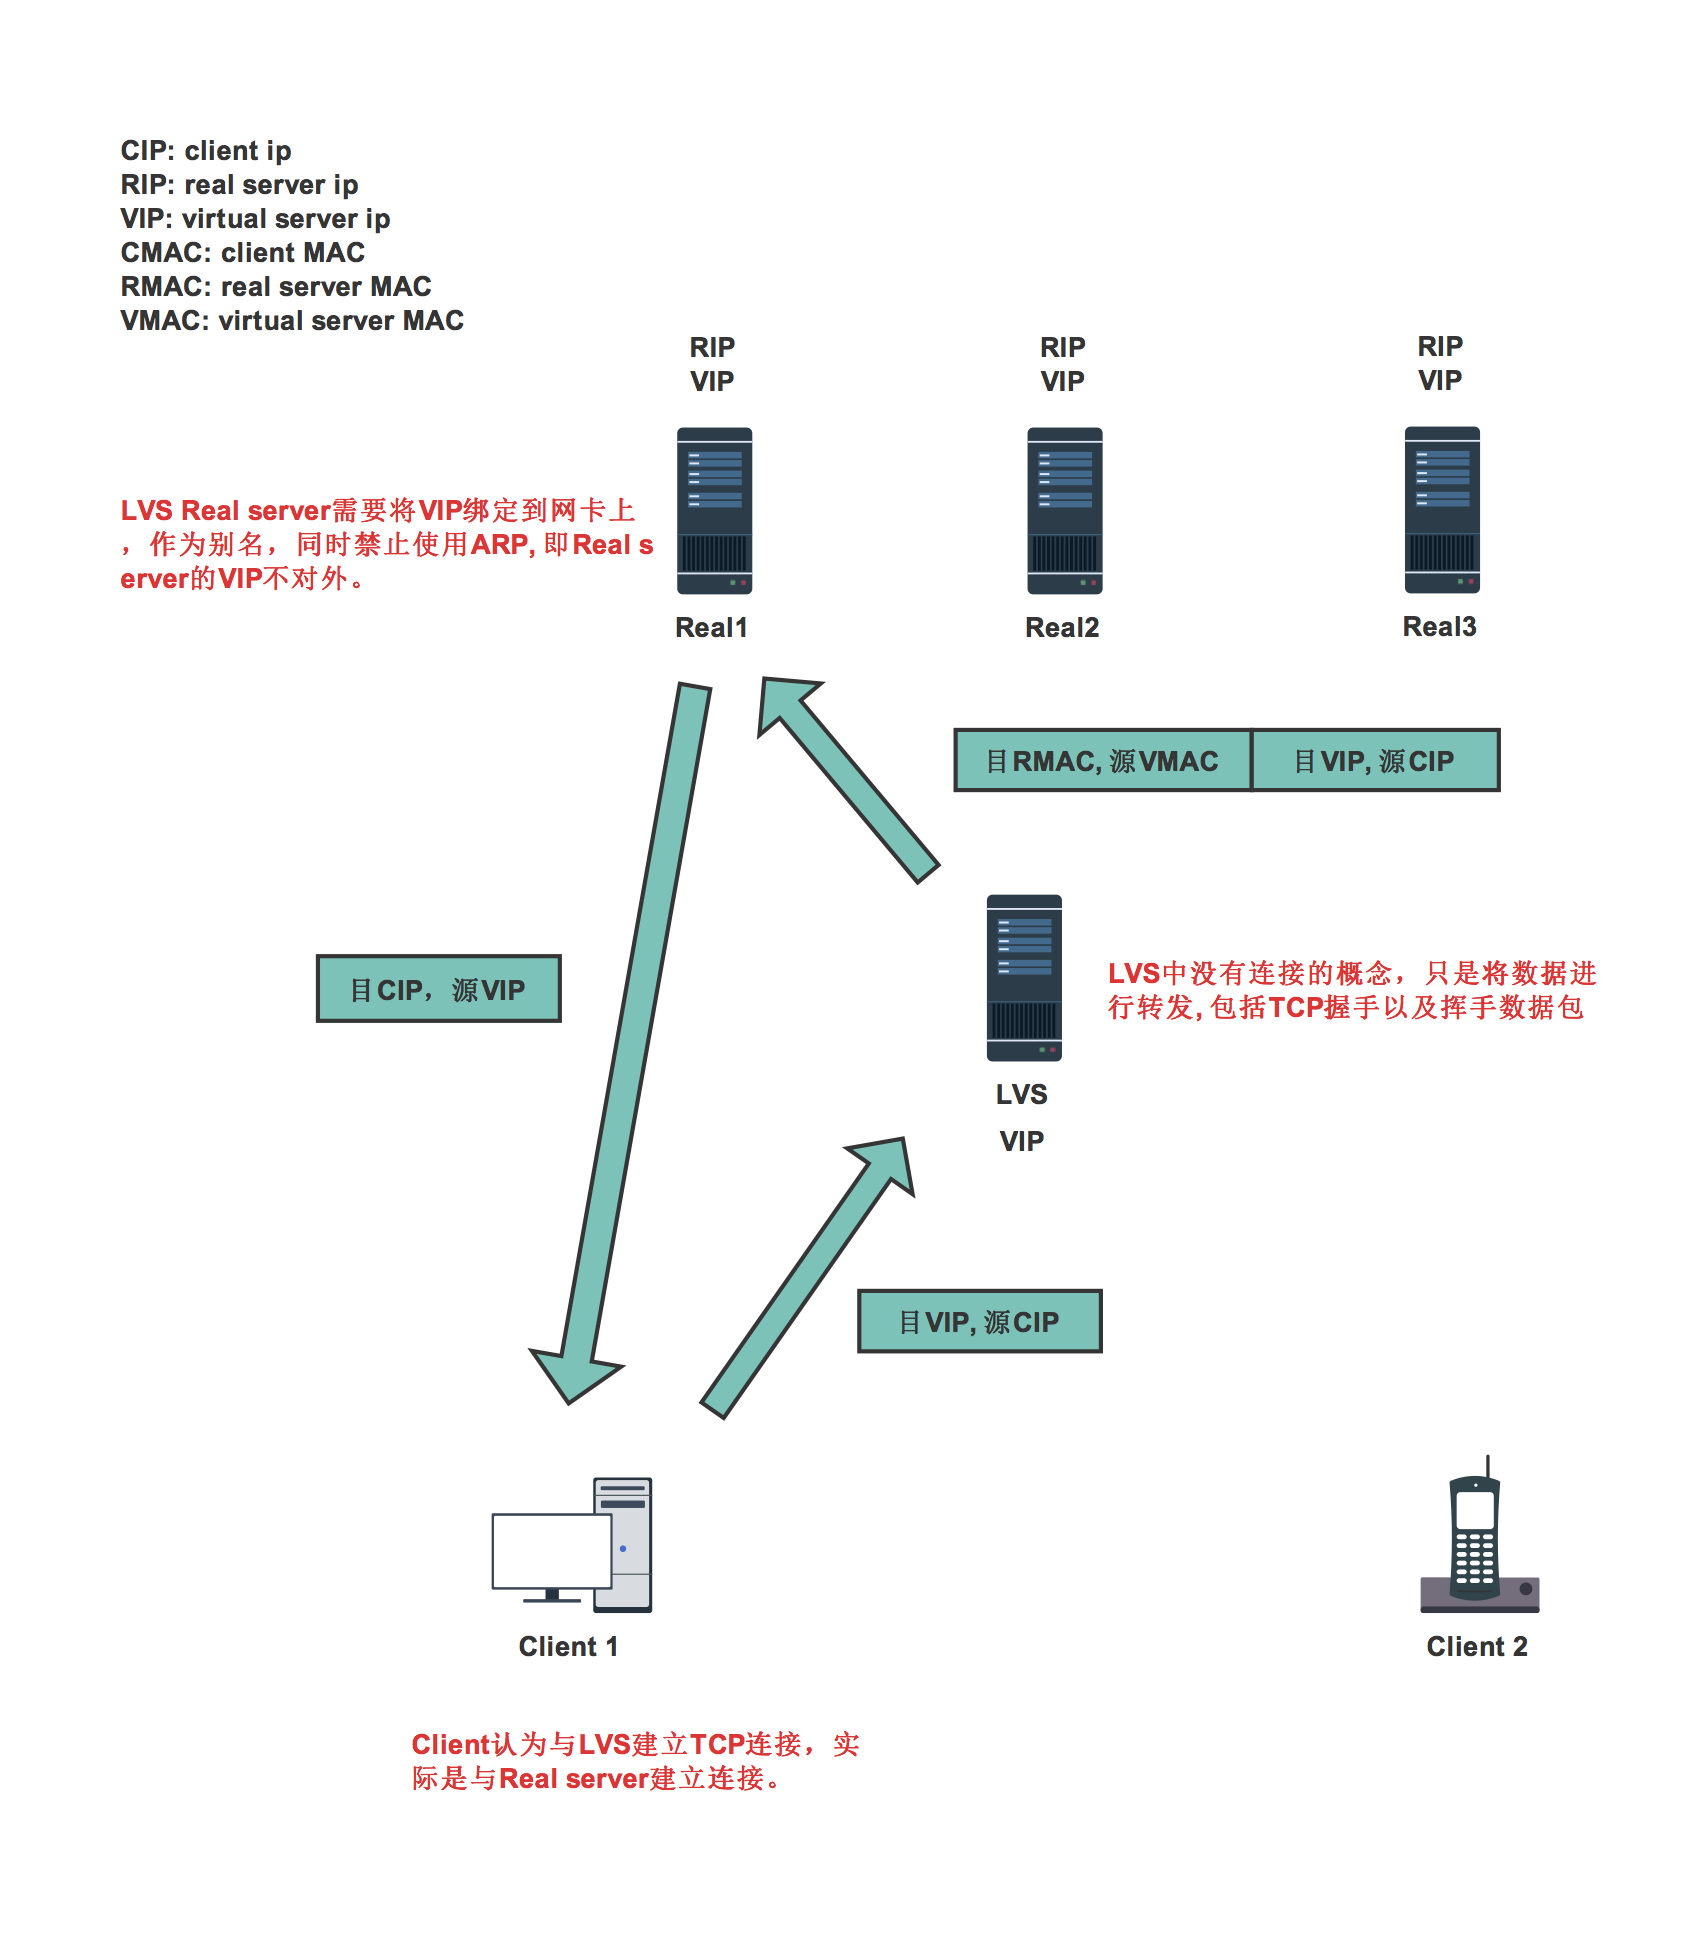 CIP: client ip
RIP: real server ip
VIP: virtual server ip
CMAC: client MAC
RMAC: real server MAC
VMAC: virtual server MAC
RIP
VIP
RIP
VIP
RIP
VIP
LVS Real server需要将VIP绑定到网卡上
，作为别名，同时禁止使用ARP, 即Real s
erver的VIP不对外。
Real1
Real2
Real3
目RMAC, 源VMAC
目VIP, 源CIP
目CIP，源VIP
LVS中没有连接的概念，只是将数据进
行转发, 包括TCP握手以及挥手数据包
LVS
VIP
目VIP, 源CIP
Client 1
Client 2
Client认为与LVS建立TCP连接，实
际是与Real server建立连接。